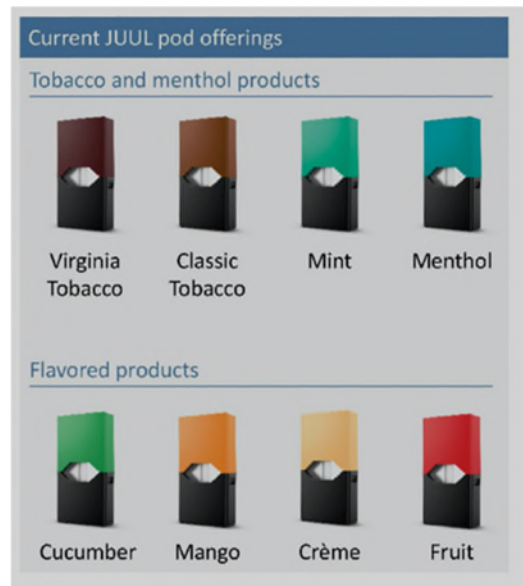 Current JUUL pod offerings
Tobacco and menthol products
Virginia
Tobacco
Classic
Tobacco
Mint
Menthol
Flavored products
Cucumber
Mango
Crème
Fruit